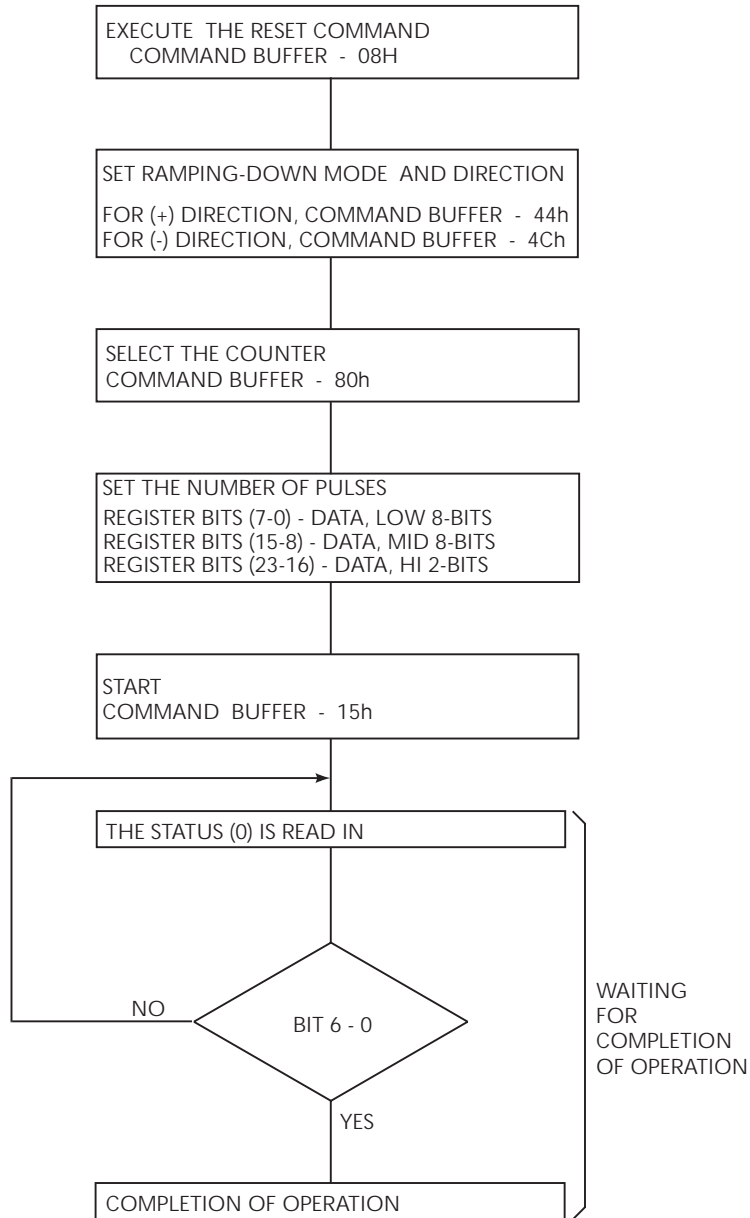 EXECUTE THE RESET COMMAND
COMMAND BUFFER - 08H
SET RAMPING-DOWN MODE AND DIRECTION
FOR (+) DIRECTION, COMMAND BUFFER - 44h
FOR (-) DIRECTION, COMMAND BUFFER - 4Ch
SELECT THE COUNTER
COMMAND BUFFER - 80h
SET THE NUMBER OF PULSES
REGISTER BITS (7-0) - DATA, LOW 8-BITS
REGISTER BITS (15-8) - DATA, MID 8-BITS
REGISTER BITS (23-16) - DATA, HI 2-BITS
START
COMMAND BUFFER - 15h
THE STATUS (0) IS READ IN
NO
BIT 6 - 0
YES
WAITING
FOR
COMPLETION
OF OPERATION
COMPLETION OF OPERATION